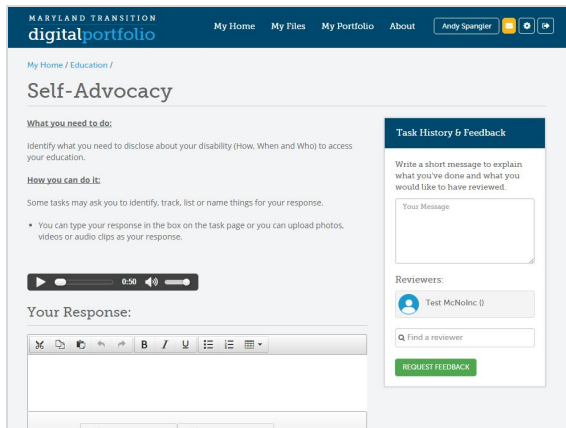 MARYLAND TRANSITION
digitalportfolio
My Home My Files My Portfolio About Andy Spangler
My Home / Education /
Self-Advocacy
What you need to do:
Identify what you need to disclose about your disability (How, When and Who) to access
your education.
How you can do it:
Some tasks may ask you to identify, track, list or name things for your response.
• You can type your response in the box on the task page or you can upload photos,
videos or audio clips as your response.
0:50
Your Response:
B I U
Task History & Feedback
Write a short message to explain
what you've done and what you
would like to have reviewed.
Your Message
Reviewers:
Test McNoInc ()
Find a reviewer
REQUEST FEEDBACK